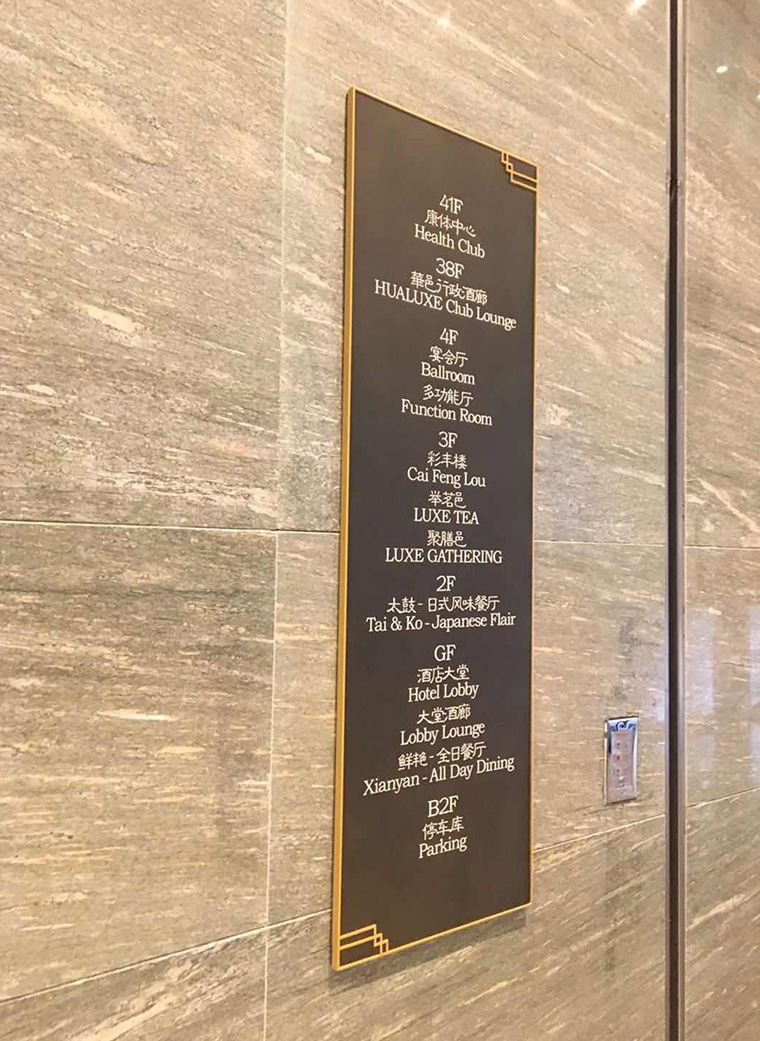 41F
康体中心
Health Club
38F
華邑行政酒廊
HUALUXE Club Lounge
4F
宴会厅
Ballroom
多功能厅
Function Room
3F
彩丰楼
Cai Feng Lou
举茗邑
LUXE TEA
聚膳邑
LUXE GATHERING
2F
太鼓-日式风味餐厅
Tai & Ko - Japanese Flair
GF
酒店大堂
Hotel Lobby
大堂酒廊
Lobby Lounge
鲜艳-全日餐厅
Xianyan - All Day Dining
B2F
停车库
Parking